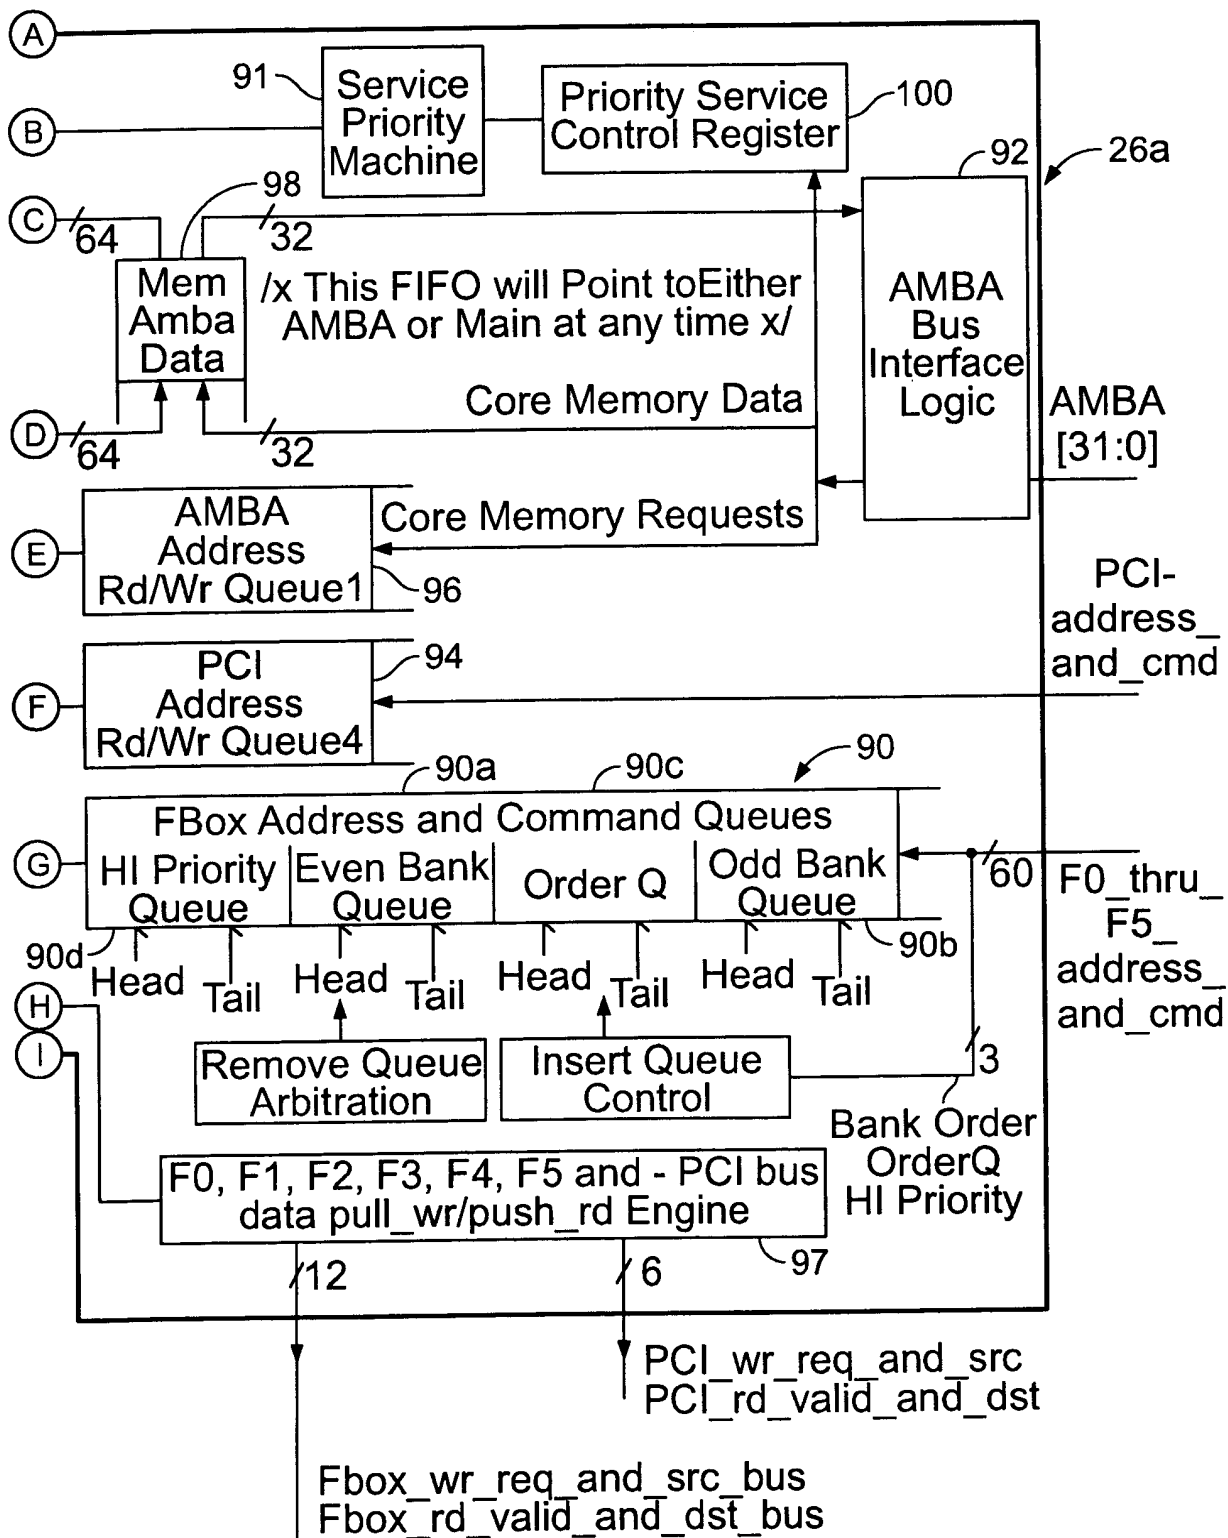 A
B
91
Service
Priority
Machine
Priority Service
Control Register
100
92
26a
C
64
98
32
Mem
Amba
Data
/x This FIFO will Point toEither
AMBA or Main at any time x/
AMBA
Bus
Interface
Logic
Core Memory Data
D
64
32
AMBA
[31:0]
E
AMBA
Address
Rd/Wr Queue1
96
Core Memory Requests
F
PCI
Address
Rd/Wr Queue4
94
PCI-
address_
and_cmd
90a
90c
90
G
FBox Address and Command Queues
HI Priority
Queue
Even Bank
Queue
Order Q
Odd Bank
Queue
60
F0_thru_
F5_
address_
and_cmd
90d
90b
Head
Tail
Head
Tail
Head
Tail
Head
Tail
H
I
Remove Queue
Arbitration
Insert Queue
Control
3
Bank Order
OrderQ
HI Priority
F0, F1, F2, F3, F4, F5 and - PCI bus
data pull_wr/push_rd Engine
97
12
6
PCI_wr_req_and_src
PCI_rd_valid_and_dst
Fbox_wr_req_and_src_bus
Fbox_rd_valid_and_dst_bus